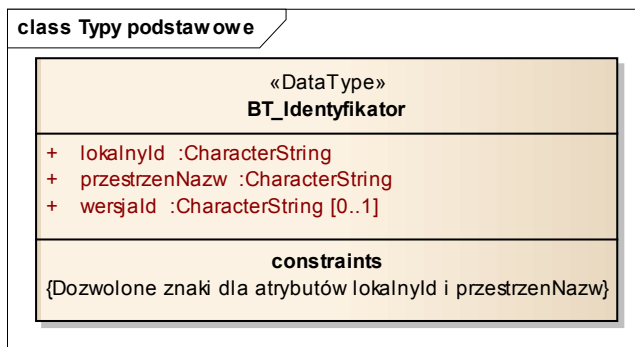 class Typy podstawowe
«DataType»
BT_Identyfikator
+ lokalnyId :CharacterString
+ przestrzenNazw :CharacterString
+ wersjaId :CharacterString [0..1]
constraints
{Dozwolone znaki dla atrybutów lokalnyId i przestrzenNazw}